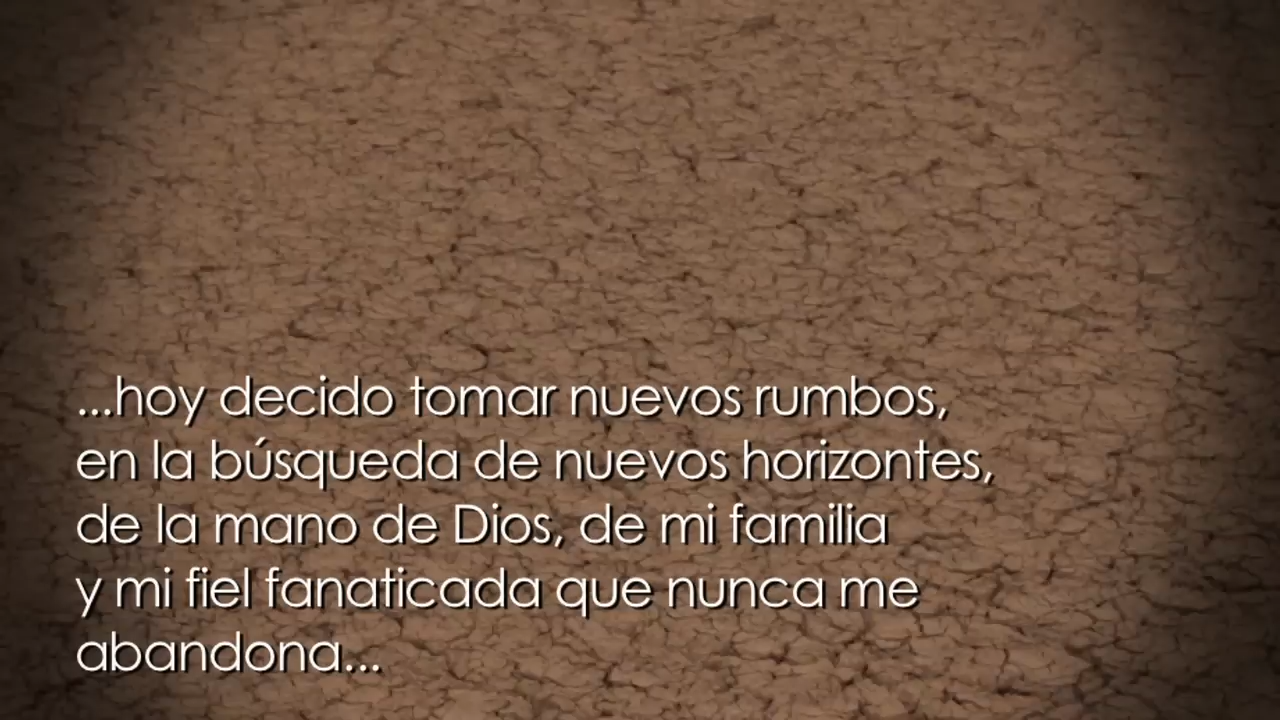 ...hoy decido tomar nuevos rumbos,
en la búsqueda de nuevos horizontes,
de la mano de Dios, de mi familia
y mi fiel fanaticada que nunca me
abandona...